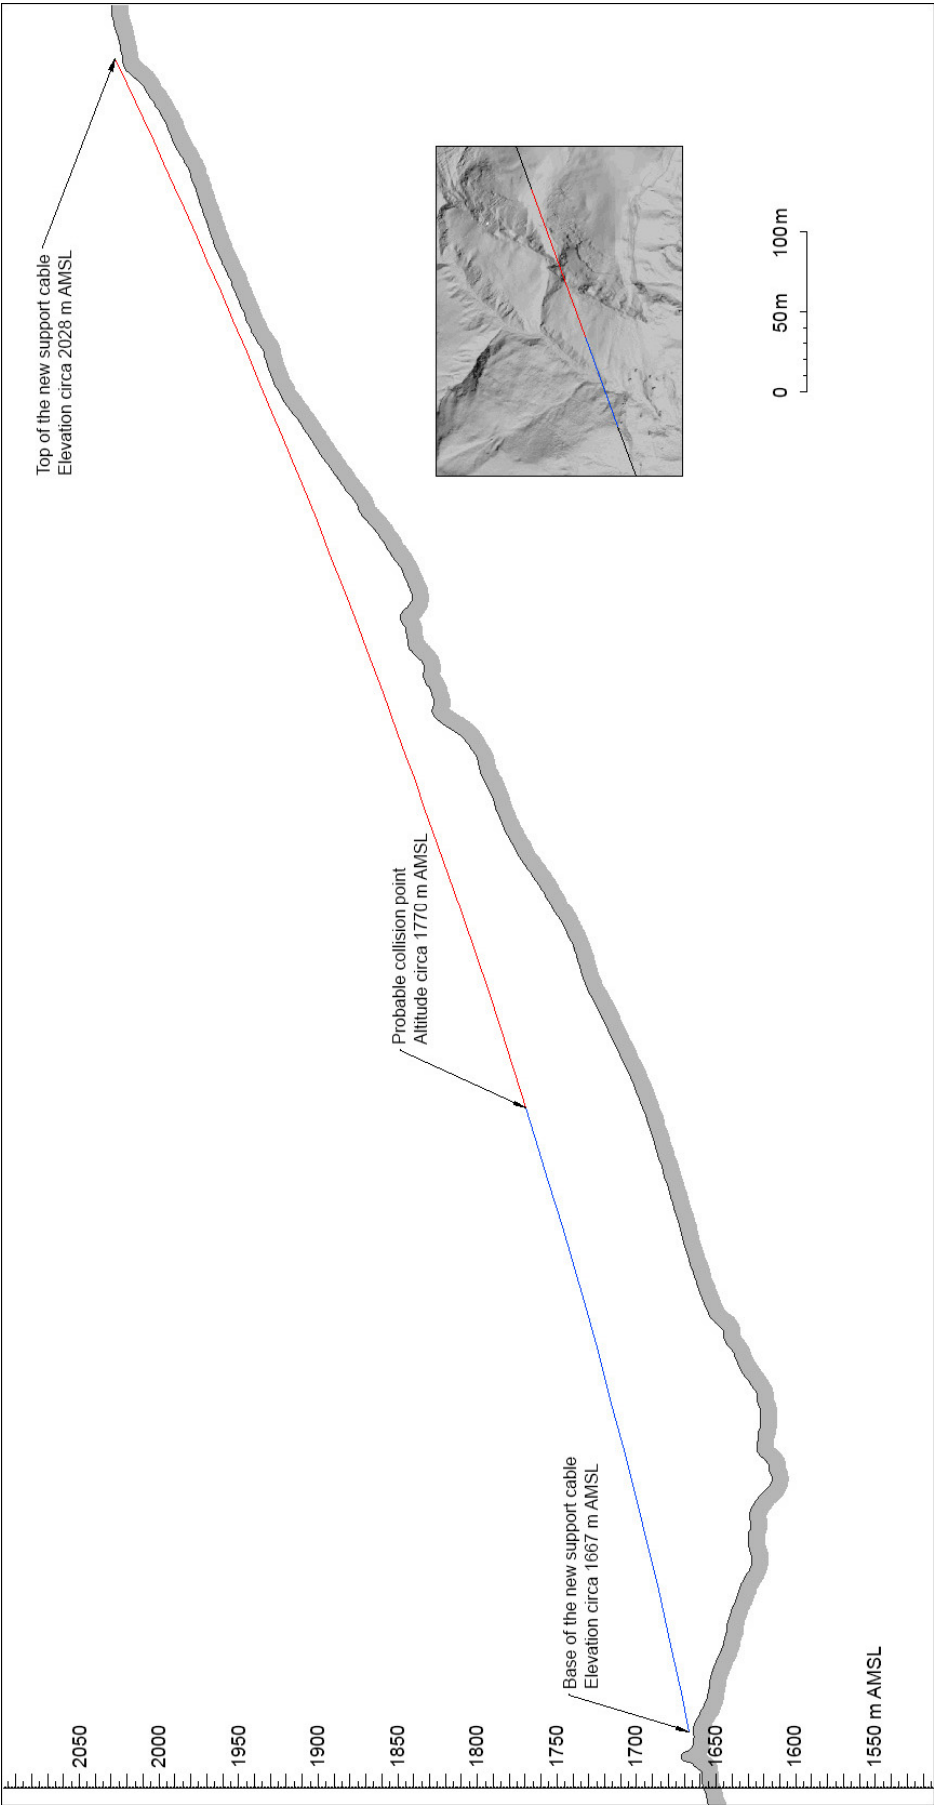 Top of the new support cable
Elevation circa 2028 m AMSL
Probable collision point
Altitude circa 1770 m AMSL
Base of the new support cable
Elevation circa 1667 m AMSL
2050
2000
1950
1900
1850
1800
1750
1700
1650
1600
1550 m AMSL
0 50m 100m